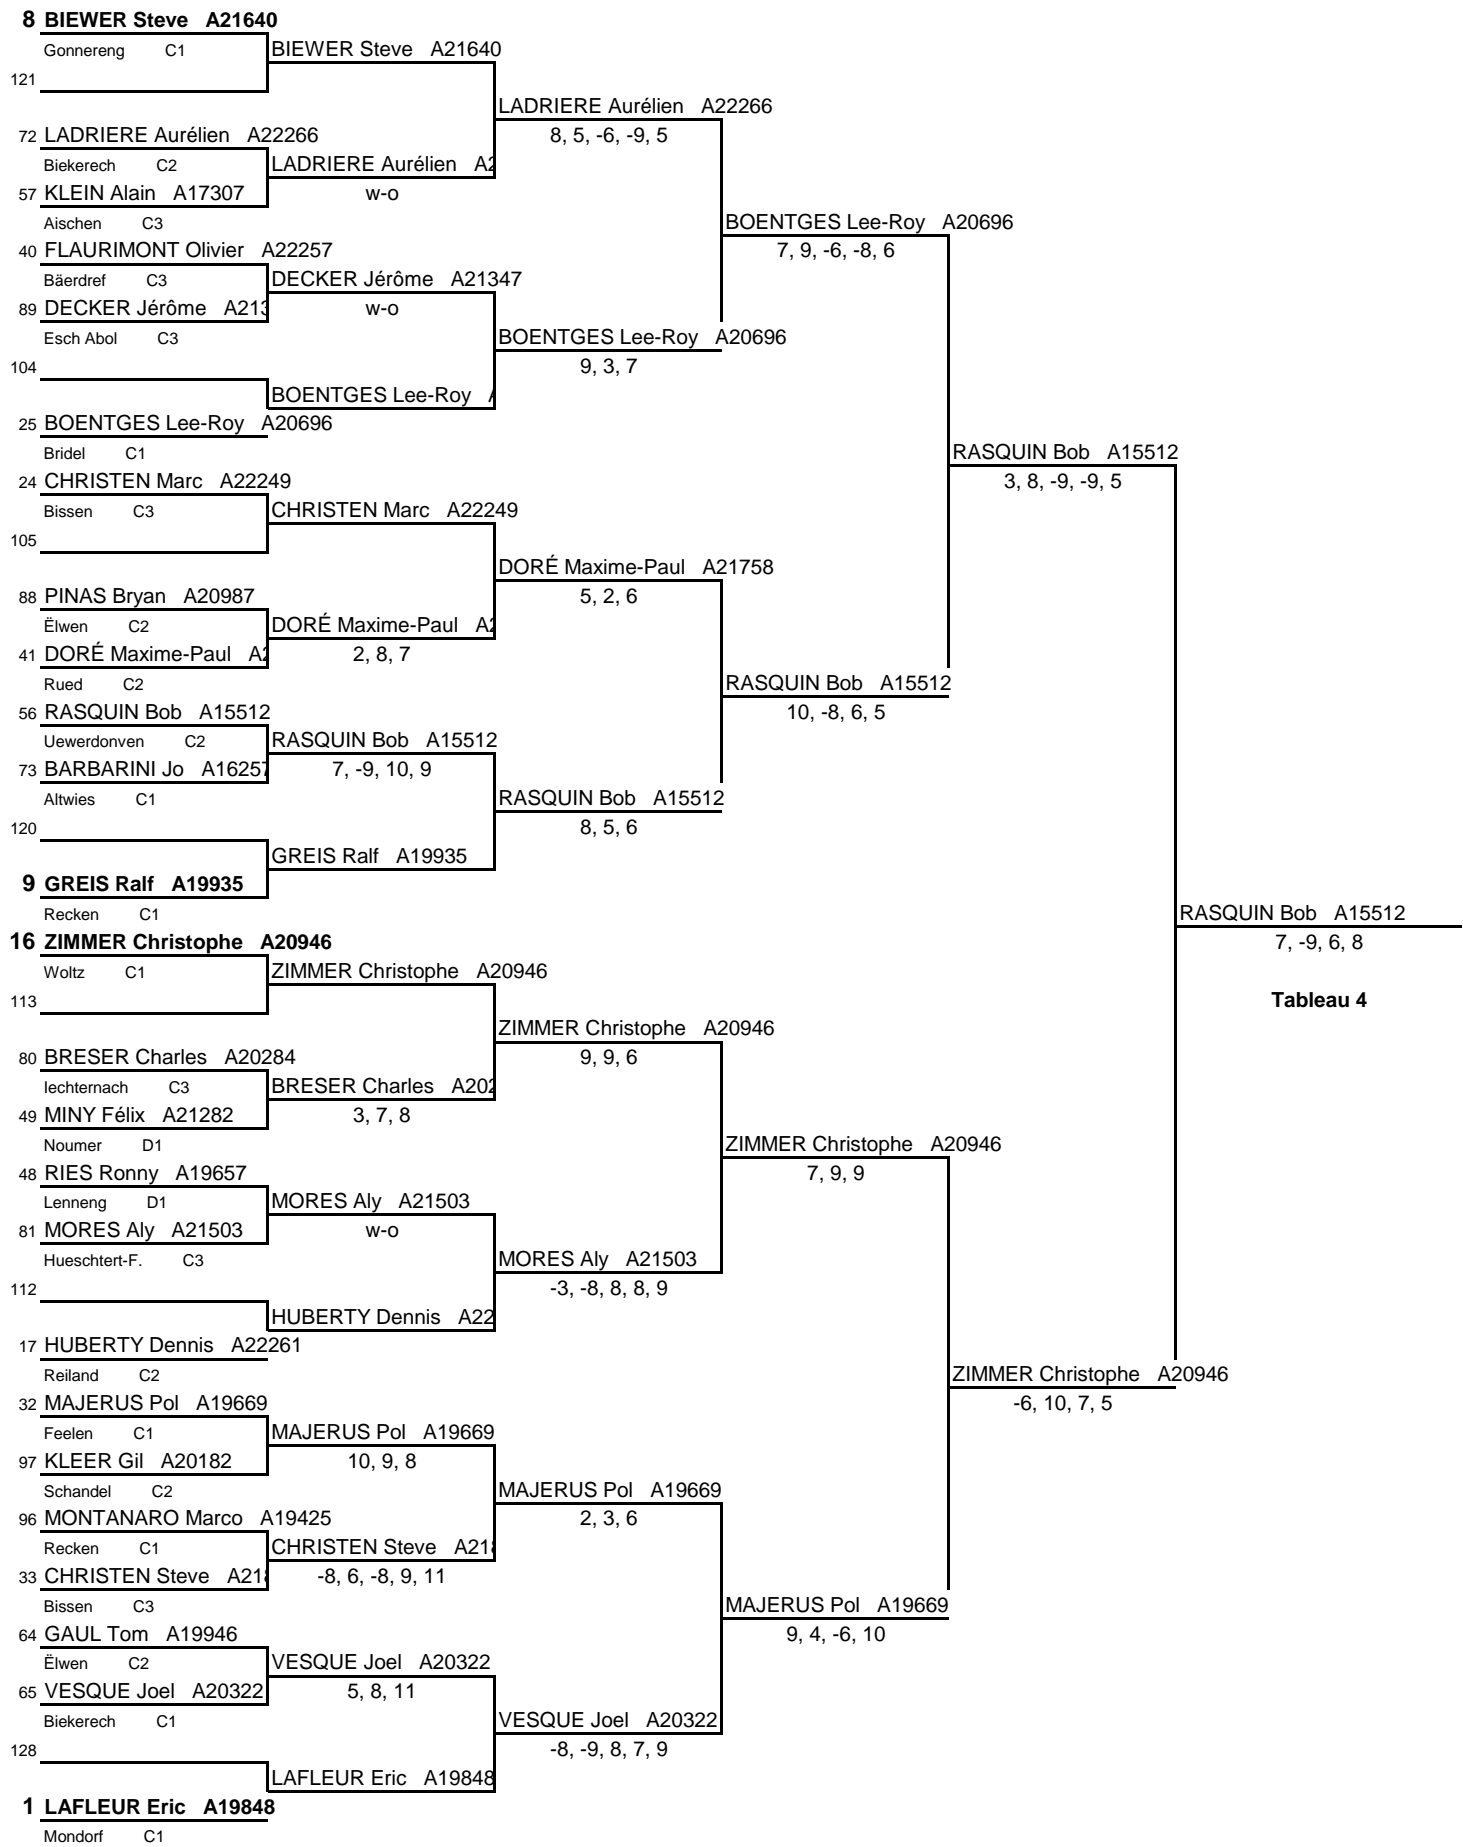 8 BIEWER Steve A21640
Gonnereng C1
BIEWER Steve A21640
121
LADRIERE Aurélien A22266
8, 5, -6, -9, 5
72 LADRIERE Aurélien A22266
Biekerech C2
LADRIERE Aurélien A2
57 KLEIN Alain A17307
w-o
Aischen C3
BOENTGES Lee-Roy A20696
7, 9, -6, -8, 6
40 FLAURIMONT Olivier A22257
Bäerdref C3
DECKER Jérôme A21347
89 DECKER Jérôme A213
w-o
Esch Abol C3
BOENTGES Lee-Roy A20696
9, 3, 7
104
BOENTGES Lee-Roy
25 BOENTGES Lee-Roy A20696
Bridel C1
RASQUIN Bob A15512
3, 8, -9, -9, 5
24 CHRISTEN Marc A22249
Bissen C3
CHRISTEN Marc A22249
105
DORÉ Maxime-Paul A21758
5, 2, 6
88 PINAS Bryan A20987
Ëlwen C2
DORÉ Maxime-Paul A2
41 DORÉ Maxime-Paul A2
2, 8, 7
Rued C2
RASQUIN Bob A15512
10, -8, 6, 5
56 RASQUIN Bob A15512
Uewerdonven C2
RASQUIN Bob A15512
73 BARBARINI Jo A16257
7, -9, 10, 9
Altwies C1
RASQUIN Bob A15512
8, 5, 6
120
GREIS Ralf A19935
9 GREIS Ralf A19935
Recken C1
RASQUIN Bob A15512
7, -9, 6, 8
16 ZIMMER Christophe A20946
Woltz C1
ZIMMER Christophe A20946
113
Tableau 4
ZIMMER Christophe A20946
9, 9, 6
80 BRESER Charles A20284
Iechternach C3
BRESER Charles A202
49 MINY Félix A21282
3, 7, 8
Noumer D1
ZIMMER Christophe A20946
7, 9, 9
48 RIES Ronny A19657
Lenneng D1
MORES Aly A21503
81 MORES Aly A21503
w-o
Hueschtert-F. C3
MORES Aly A21503
-3, -8, 8, 8, 9
112
HUBERTY Dennis A22
17 HUBERTY Dennis A22261
Reiland C2
ZIMMER Christophe A20946
-6, 10, 7, 5
32 MAJERUS Pol A19669
Feelen C1
MAJERUS Pol A19669
97 KLEER Gil A20182
10, 9, 8
Schandel C2
MAJERUS Pol A19669
2, 3, 6
96 MONTANARO Marco A19425
Recken C1
CHRISTEN Steve A218
33 CHRISTEN Steve A218
-8, 6, -8, 9, 11
Bissen C3
MAJERUS Pol A19669
9, 4, -6, 10
64 GAUL Tom A19946
Ëlwen C2
VESQUE Joel A20322
65 VESQUE Joel A20322
5, 8, 11
Biekerech C1
VESQUE Joel A20322
-8, -9, 8, 7, 9
128
LAFLEUR Eric A19848
1 LAFLEUR Eric A19848
Mondorf C1